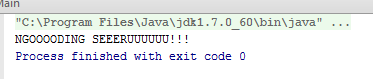 Main
"C:\Program Files\Java\jdk1.7.0_60\bin\java" ...
NGOOOODING SEEERUUUUUU!!!
Process finished with exit code 0